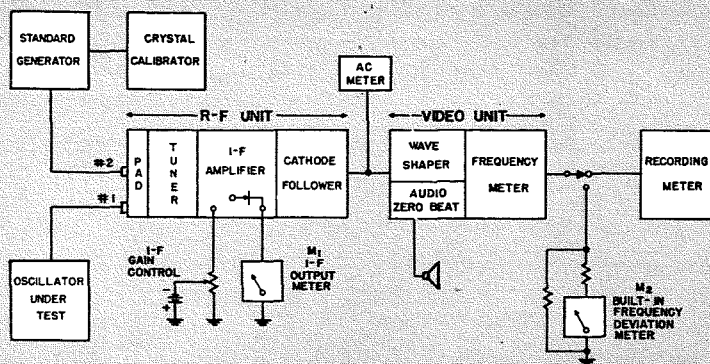 STANDARD
GENERATOR
CRYSTAL
CALIBRATOR
AC
METER
R-F UNIT
VIDEO UNIT
#2
#1
PAD
TUNER
I-F
AMPLIFIER
CATHODE
FOLLOWER
WAVE
SHAPER
AUDIO
ZERO BEAT
FREQUENCY
METER
RECORDING
METER
OSCILLATOR
UNDER
TEST
I-F
GAIN
CONTROL
-
+
M1
I-F
OUTPUT
METER
M2
BUILT-IN
FREQUENCY
DEVIATION
METER